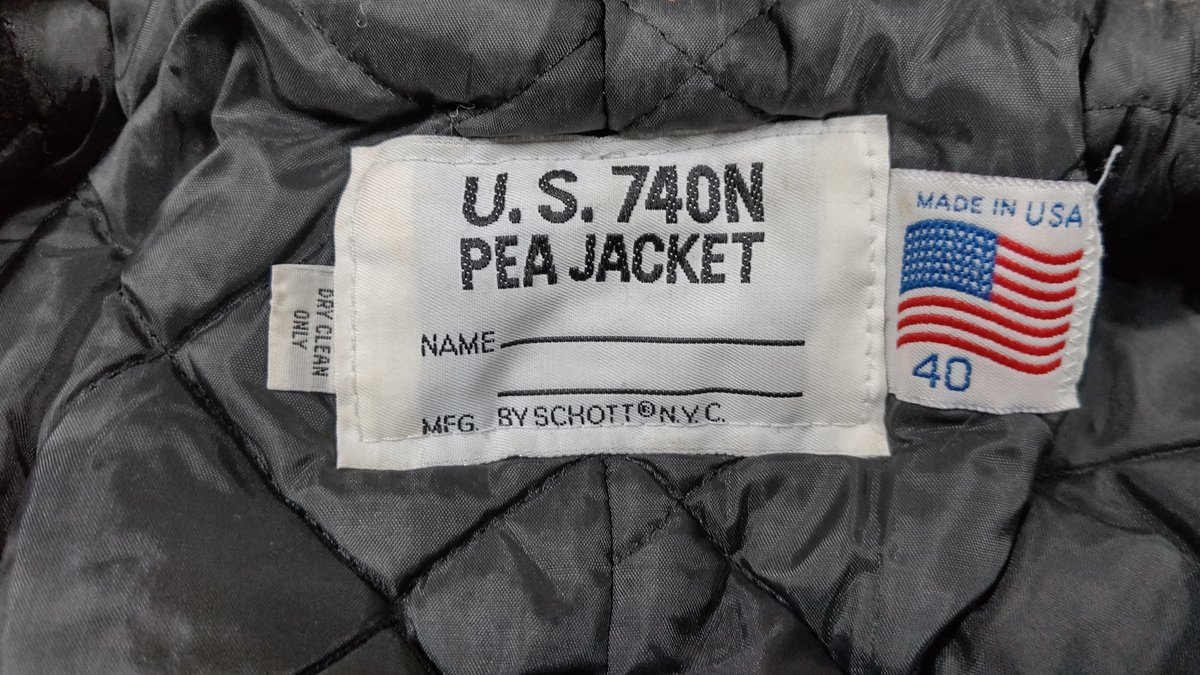 U. S. 740N
PEA JACKET
NAME
MFG. BY SCHOTT® N.Y.C.
DRY CLEAN
ONLY
MADE IN USA
40